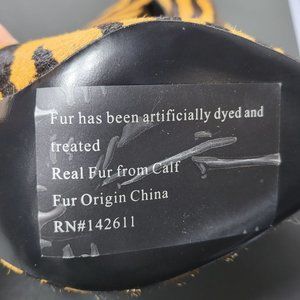 Fur has been artificially dyed and
treated
Real Fur from Calf
Fur Origin China
RN#142611